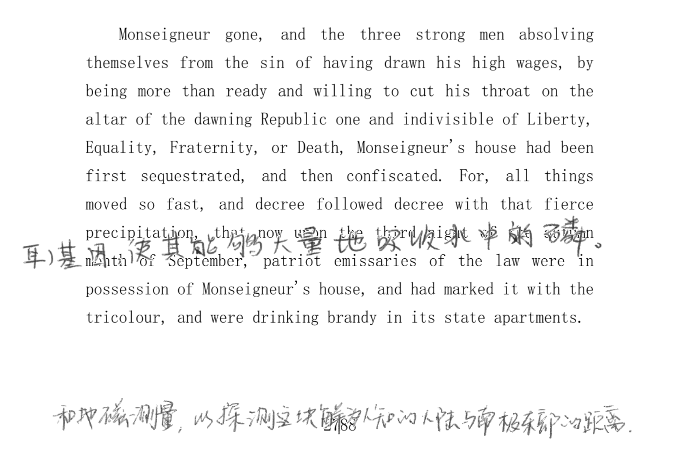 Monseigneur gone, and the three strong men absolving
themselves from the sin of having drawn his high wages, by
being more than ready and willing to cut his throat on the
altar of the dawning Republic one and indivisible of Liberty,
Equality, Fraternity, or Death, Monseigneur's house had been
first sequestrated, and then confiscated. For, all things
moved so fast, and decree followed decree with that fierce
precipitation, that now upon the third night of the autumn
基因,使其能够大量地吸收水中的磷。
month of September, patriot emissaries of the law were in
possession of Monseigneur's house, and had marked it with the
tricolour, and were drinking brandy in its state apartments.
和地磁测量,以探测这块鲜为人知的大陆与南极东部的距离.